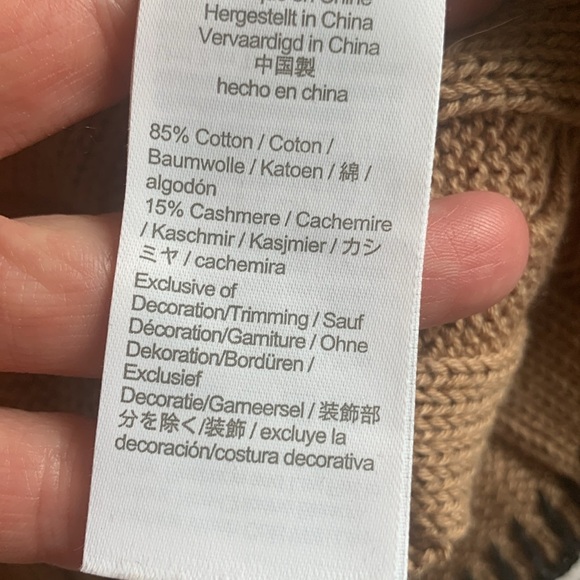 Hergestellt in China
Vervaardigd in China
中国製
hecho en china
85% Cotton / Coton /
Baumwolle / Katoen / 綿 /
algodón
15% Cashmere / Cachemire
/ Kaschmir / Kasjmier / カシ
ミヤ / cachemira
Exclusive of
Decoration/Trimming / Sauf
Décoration/Garniture / Ohne
Dekoration/Bordüren /
Exclusief
Decoratie/Garneersel / 装飾部
分を除く/装飾 / excluye la
decoración/costura decorativa